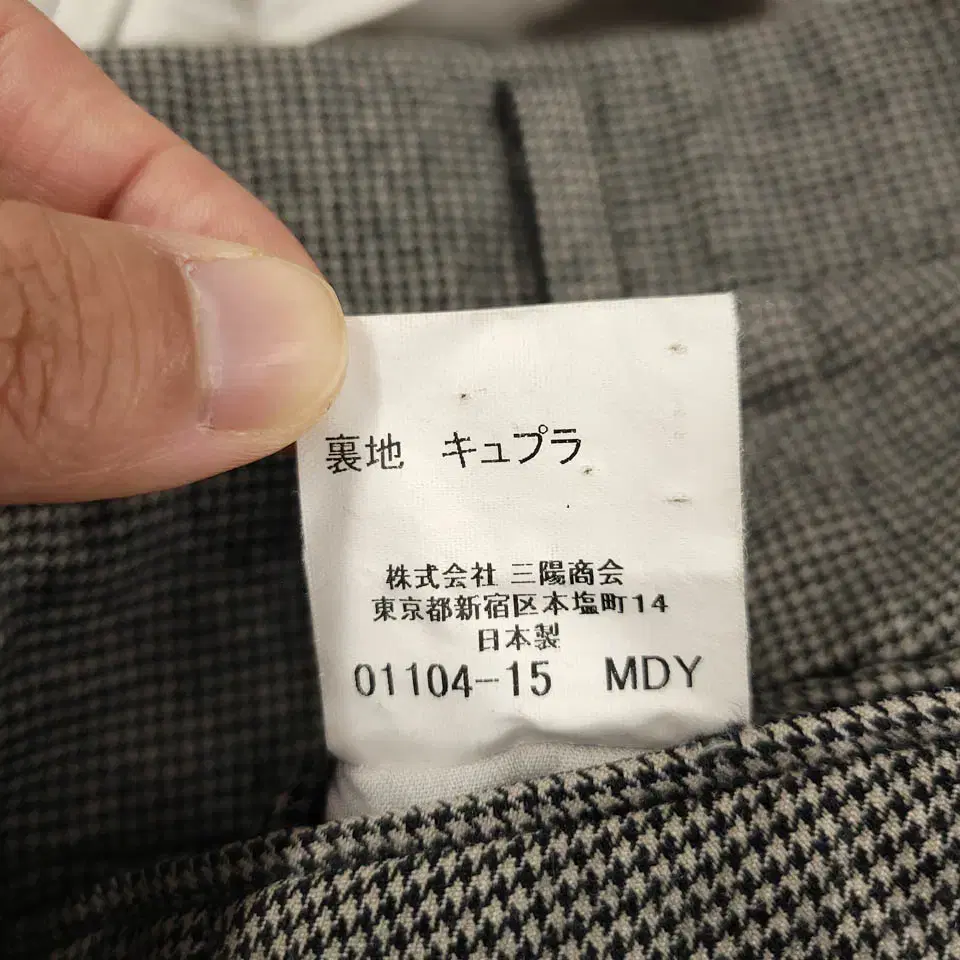 裏地 キュプラ
株式会社 三陽商会
東京都新宿区本塩町14
日本製
01104-15 MDY